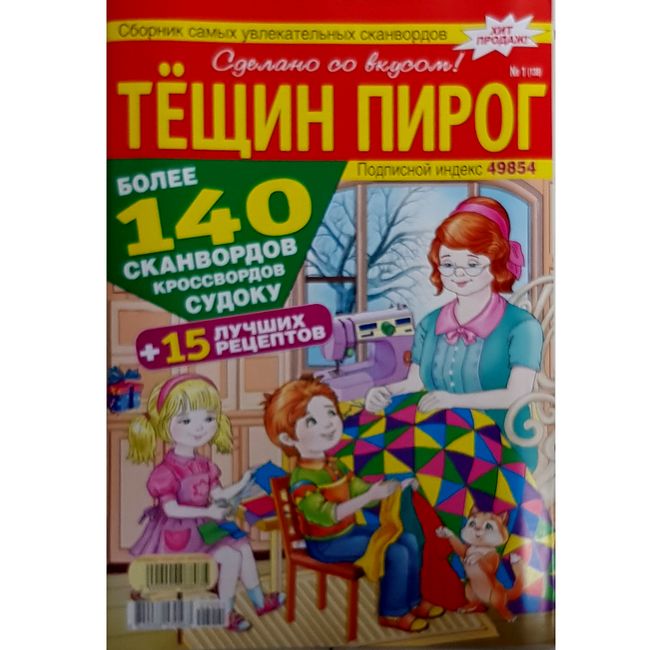 Сборник самых увлекательных сканвордов
ХИТ
ПРОДАЖ!
Сделано со вкусом!
№ 1 (138)
ТЁЩИН ПИРОГ
Подписной индекс 49854
БОЛЕЕ
140
СКАНВОРДОВ
КРОССВОРДОВ
СУДОКУ
+15 ЛУЧШИХ
РЕЦЕПТОВ